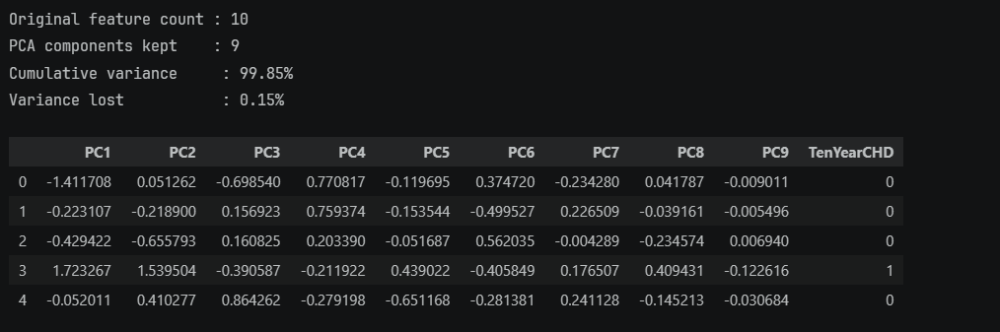 Original feature count : 10
PCA components kept    : 9
Cumulative variance     : 99.85%
Variance lost           : 0.15%
PC1 PC2 PC3 PC4 PC5 PC6 PC7 PC8 PC9 TenYearCHD
0 -1.411708 0.051262 -0.698540 0.770817 -0.119695 0.374720 -0.234280 0.041787 -0.009011 0
1 -0.223107 -0.218900 0.156923 0.759374 -0.153544 -0.499527 0.226509 -0.039161 -0.005496 0
2 -0.429422 -0.655793 0.160825 0.203390 -0.051687 0.562035 -0.004289 -0.234574 0.006940 0
3 1.723267 1.539504 -0.390587 -0.211922 0.439022 -0.405849 0.176507 0.409431 -0.122616 1
4 -0.052011 0.410277 0.864262 -0.279198 -0.651168 -0.281381 0.241128 -0.145213 -0.030684 0